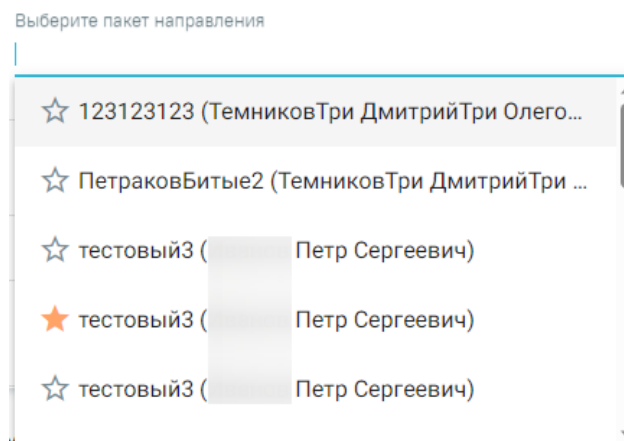 Выберите пакет направления
123123123 (ТемниковТри ДмитрийТри Олего...
ПетраковБитые2 (ТемниковТри ДмитрийТри ...
тестовый3 ( Петр Сергеевич)
тестовый3 ( Петр Сергеевич)
тестовый3 ( Петр Сергеевич)